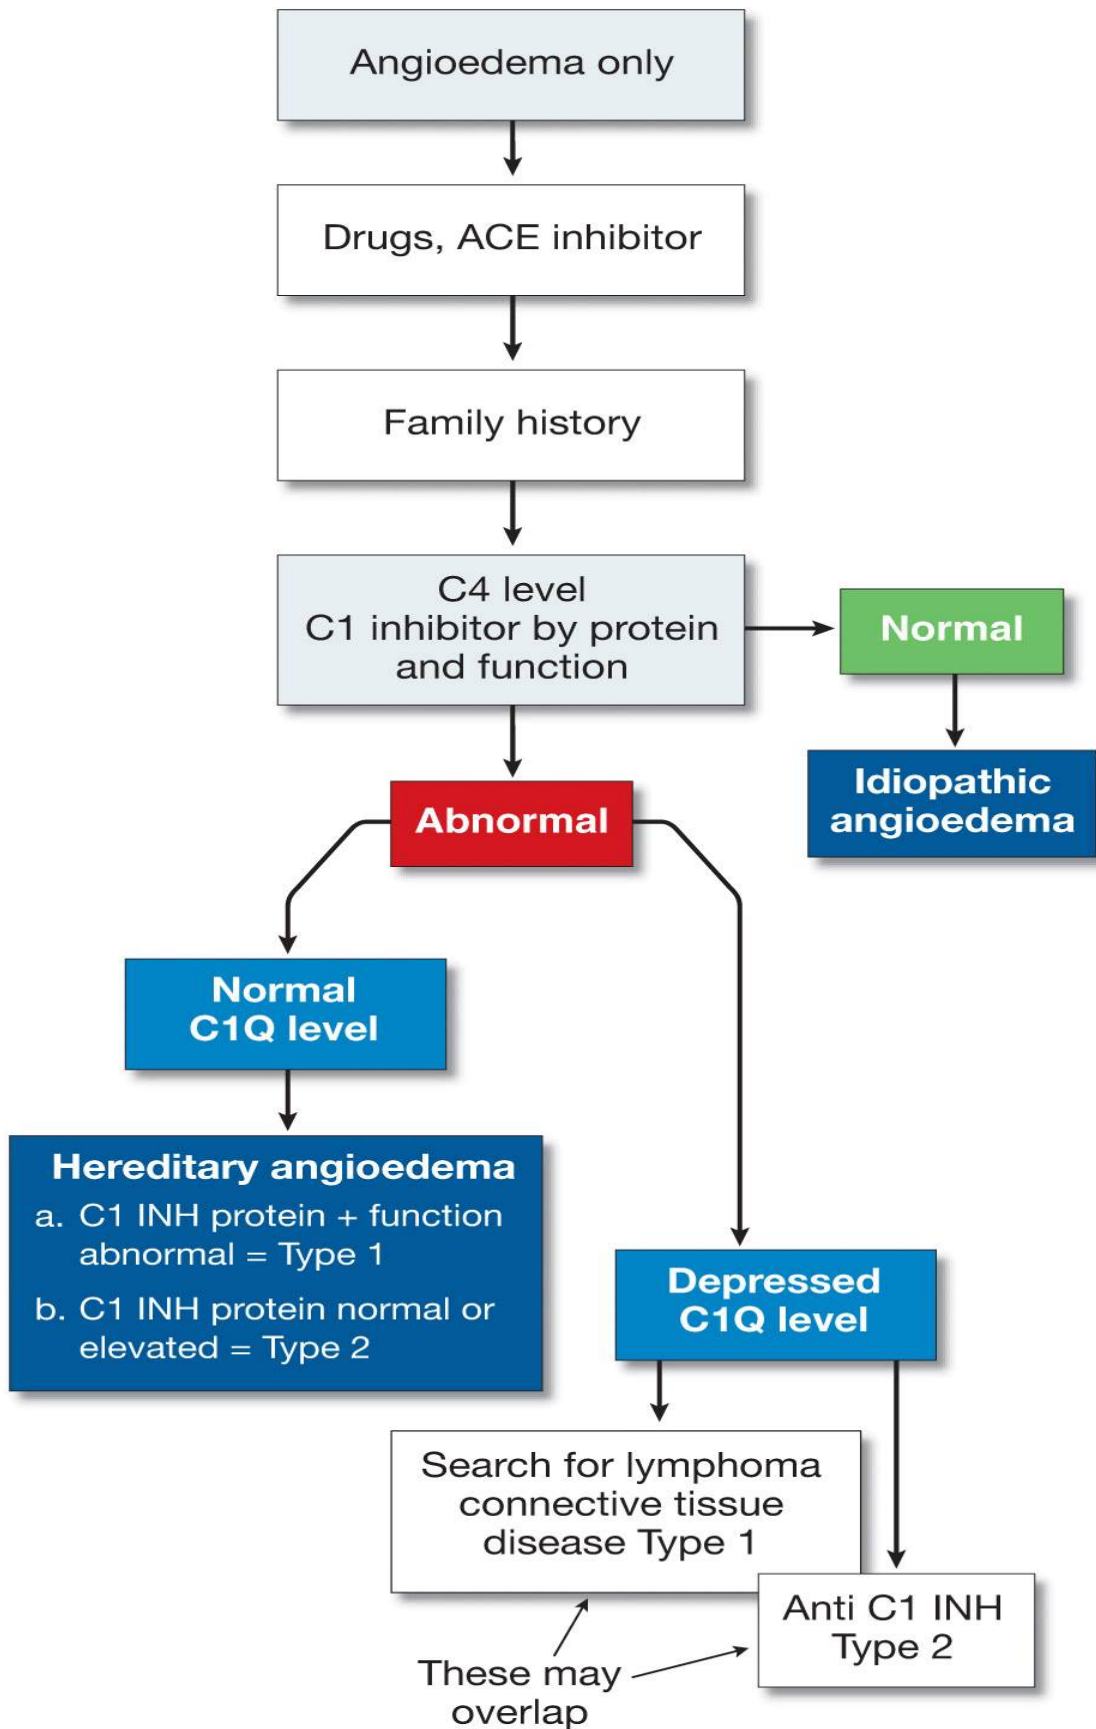 Angioedema only
Drugs, ACE inhibitor
Family history
C4 level
C1 inhibitor by protein
and function
Normal
Idiopathic
angioedema
Abnormal
Normal
C1Q level
Hereditary angioedema
a. C1 INH protein + function
abnormal = Type 1
b. C1 INH protein normal or
elevated = Type 2
Depressed
C1Q level
Search for lymphoma
connective tissue
disease Type 1
Anti C1 INH
Type 2
These may
overlap